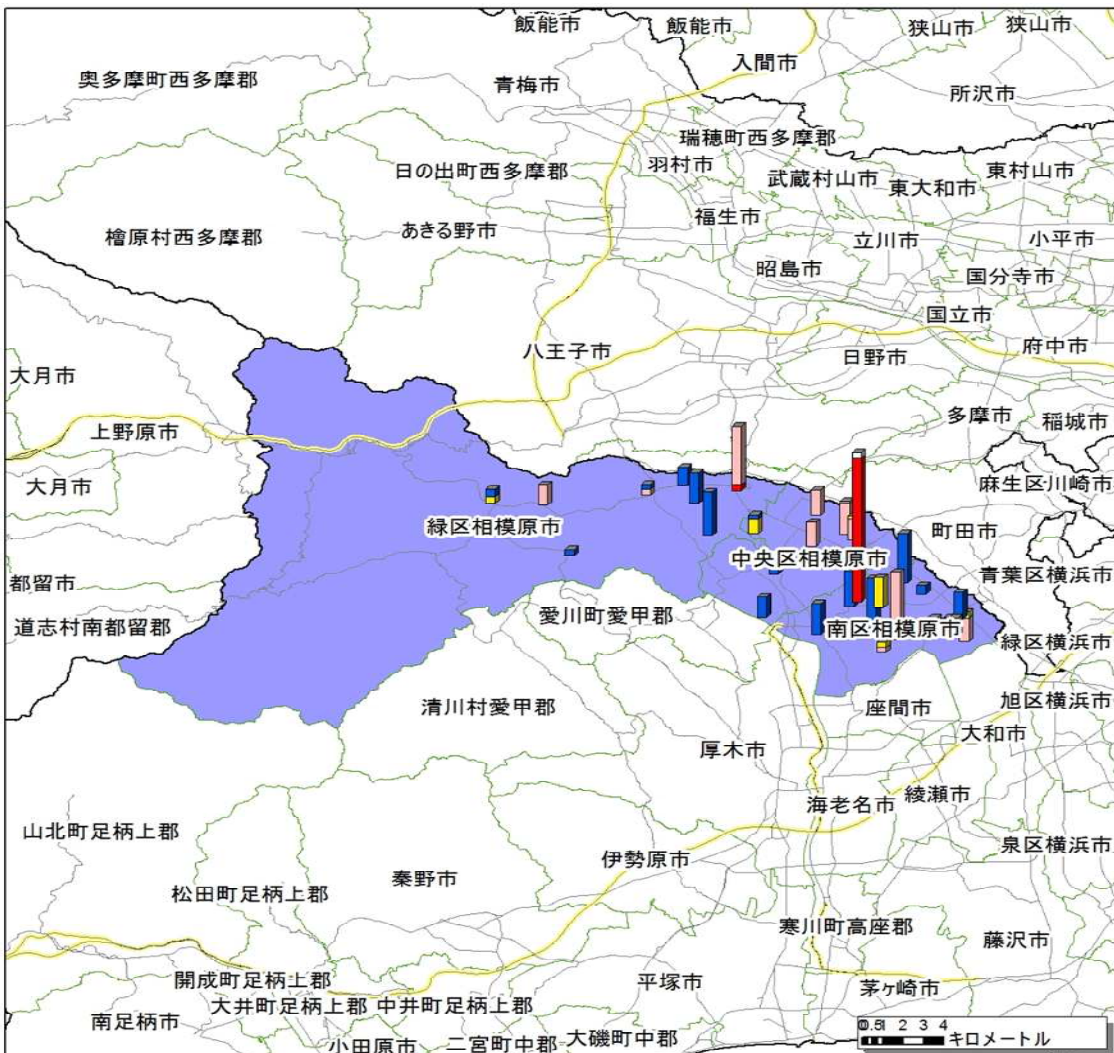 飯能市
飯能市
狭山市
狭山市
奥多摩町西多摩郡
青梅市
入間市
所沢市
瑞穂町西多摩郡
羽村市
日の出町西多摩郡
武蔵村山市
東大和市
東村山市
福生市
檜原村西多摩郡
あきる野市
立川市
小平市
昭島市
国分寺市
国立市
八王子市
日野市
府中市
大月市
多摩市
稲城市
上野原市
大月市
麻生区川崎市
緑区相模原市
町田市
中央区相模原市
都留市
青葉区横浜市
道志村南都留郡
愛川町愛甲郡
南区相模原市
緑区横浜市
清川村愛甲郡
座間市
旭区横浜市
厚木市
大和市
海老名市
綾瀬市
山北町足柄上郡
泉区横浜市
伊勢原市
秦野市
松田町足柄上郡
寒川町高座郡
藤沢市
開成町足柄上郡
平塚市
茅ヶ崎市
大井町足柄上郡
中井町足柄上郡
南足柄市
小田原市
二宮町中郡
大磯町中郡
0 0.5 1 2 3 4
キロメートル